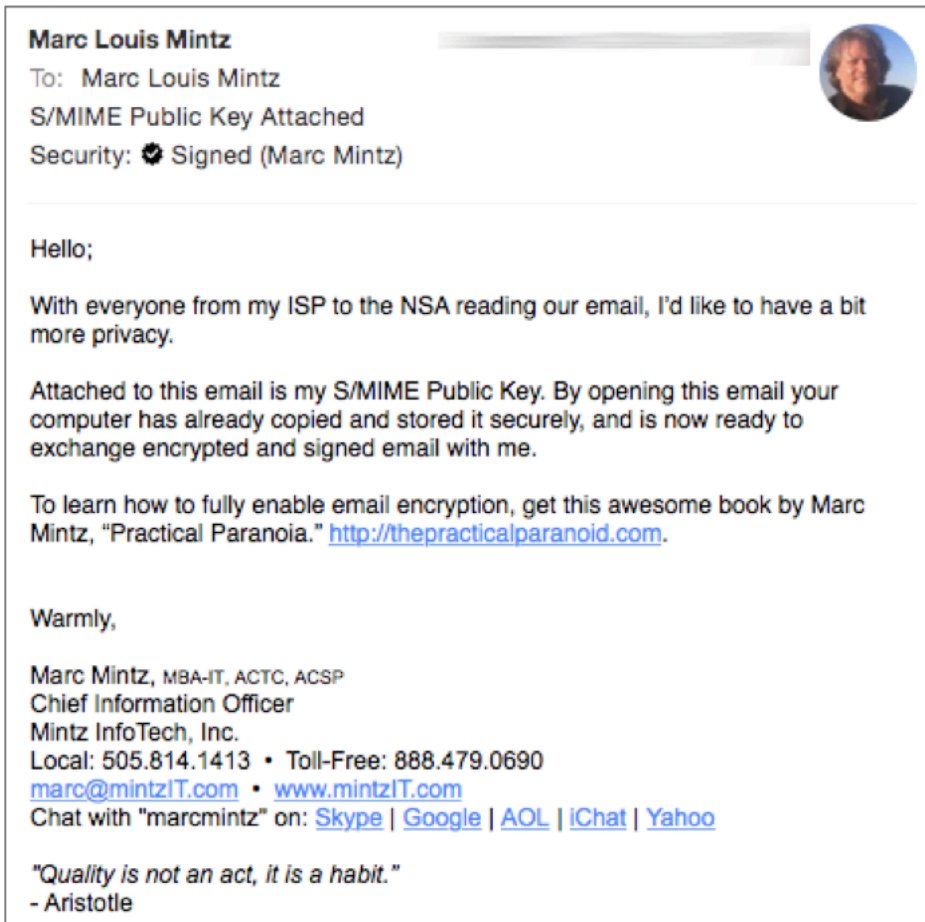 Marc Louis Mintz
To: Marc Louis Mintz
S/MIME Public Key Attached
Security: Signed (Marc Mintz)
Hello;
With everyone from my ISP to the NSA reading our email, I'd like to have a bit
more privacy.
Attached to this email is my S/MIME Public Key. By opening this email your
computer has already copied and stored it securely, and is now ready to
exchange encrypted and signed email with me.
To learn how to fully enable email encryption, get this awesome book by Marc
Mintz, “Practical Paranoia.” http://thepracticalparanoid.com.
Warmly,
Marc Mintz, MBA-IT, ACTC, ACSP
Chief Information Officer
Mintz InfoTech, Inc.
Local: 505.814.1413 • Toll-Free: 888.479.0690
marc@mintzIT.com • www.mintzIT.com
Chat with "marcmintz" on: Skype | Google | AOL | iChat | Yahoo
"Quality is not an act, it is a habit."
- Aristotle